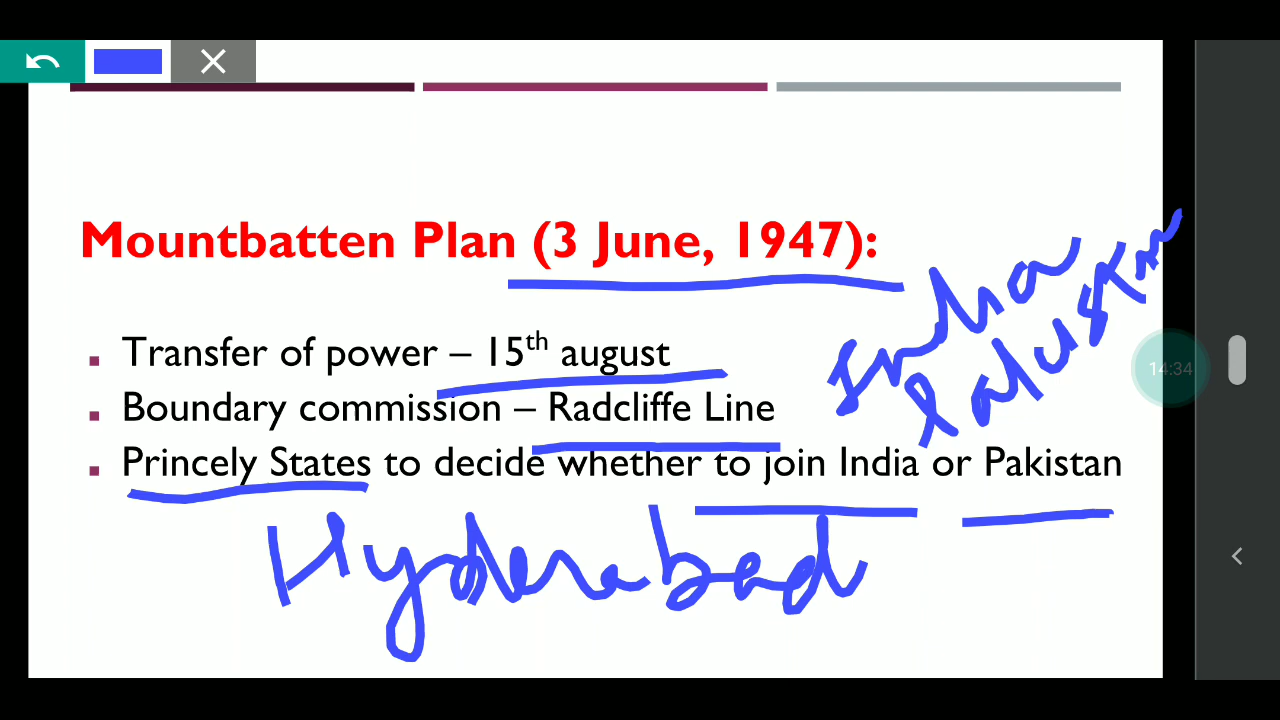 Mountbatten Plan (3 June, 1947):
Transfer of power – 15th august
Boundary commission – Radcliffe Line
Princely States to decide whether to join India or Pakistan
India
Pakistan
Hyderabad
14:34